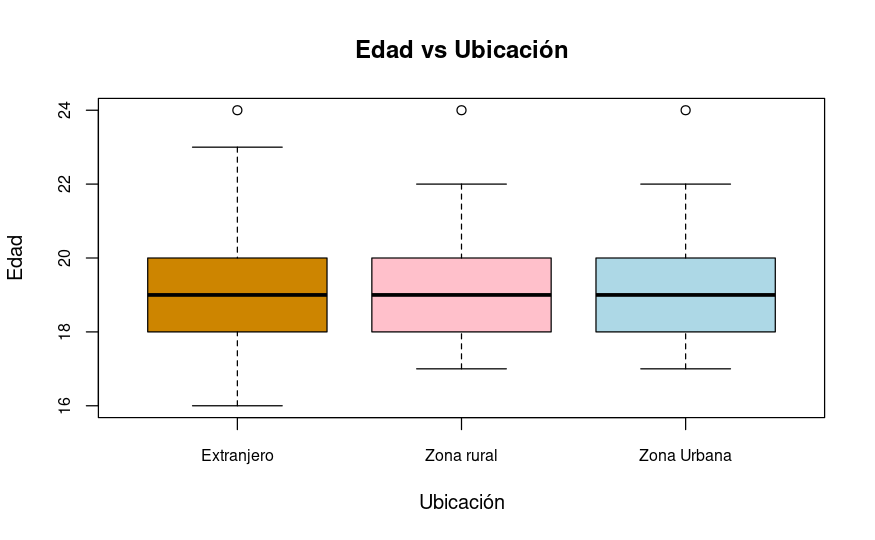 Edad vs Ubicación
24
22
20
18
16
Edad
Extranjero
Zona rural
Zona Urbana
Ubicación